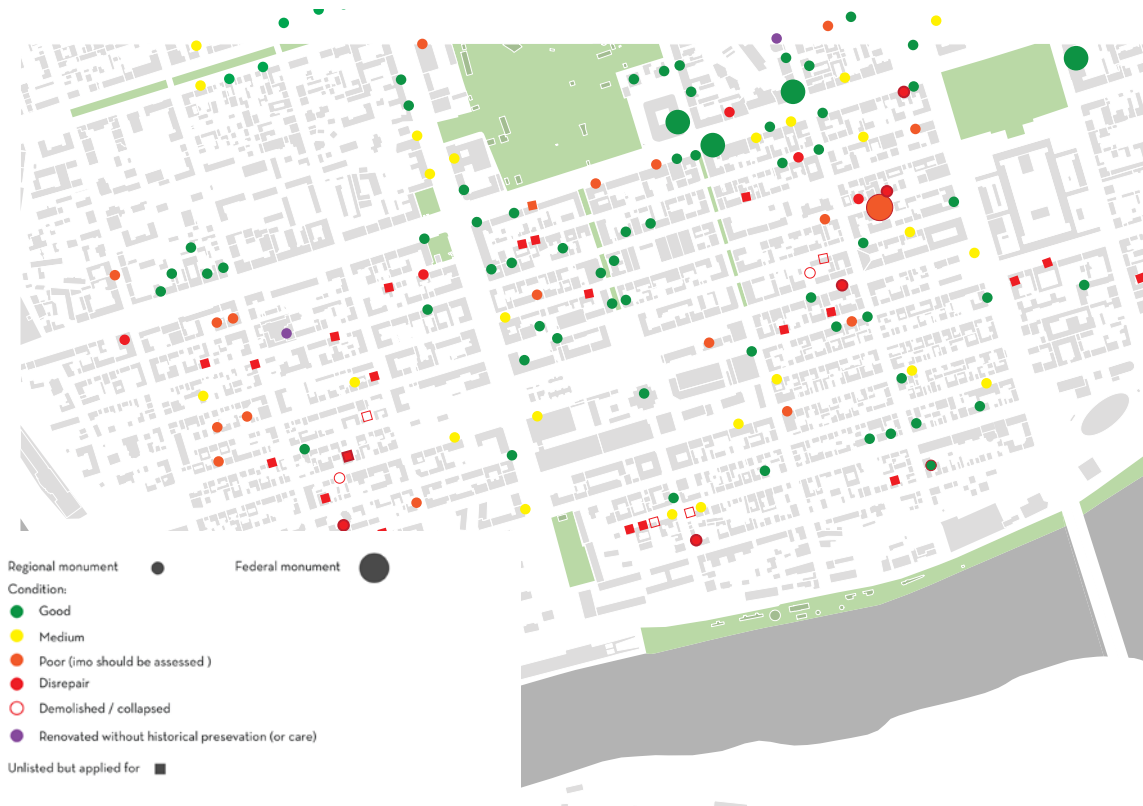 Regional monument
Federal monument
Condition:
Good
Medium
Poor (imo should be assessed )
Disrepair
Demolished / collapsed
Renovated without historical presevation (or care)
Unlisted but applied for